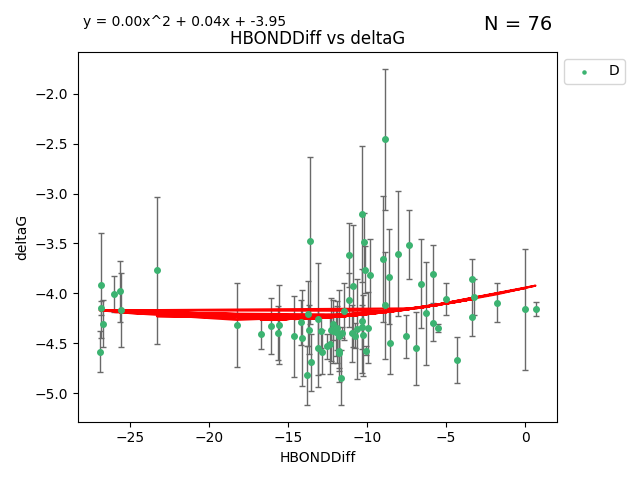 y = 0.00x^2 + 0.04x + -3.95
N = 76
HBONDDiff vs deltaG
D
−2.0
−2.5
−3.0
−3.5
−4.0
−4.5
−5.0
deltaG
−25
−20
−15
−10
−5
0
HBONDDiff